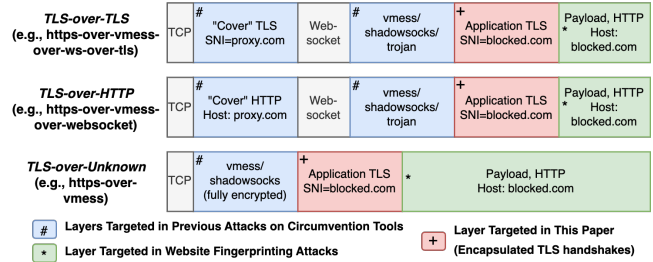 TLS-over-TLS
(e.g., https-over-vmess-
over-ws-over-tls)
TCP
#
"Cover" TLS
SNI=proxy.com
Web-
socket
#
vmess/
shadowsocks/
trojan
+
Application TLS
SNI=blocked.com
Payload, HTTP
* Host:
blocked.com
TLS-over-HTTP
(e.g., https-over-vmess-
over-websocket)
TCP
#
"Cover" HTTP
Host: proxy.com
Web-
socket
#
vmess/
shadowsocks/
trojan
+
Application TLS
SNI=blocked.com
Payload, HTTP
* Host:
blocked.com
TLS-over-Unknown
(e.g., https-over-
vmess)
TCP
#
vmess/
shadowsocks
(fully encrypted)
+
Application TLS
SNI=blocked.com
*
Payload, HTTP
Host: blocked.com
# Layers Targeted in Previous Attacks on Circumvention Tools
* Layer Targeted in Website Fingerprinting Attacks
+ Layer Targeted in This Paper
(Encapsulated TLS handshakes)